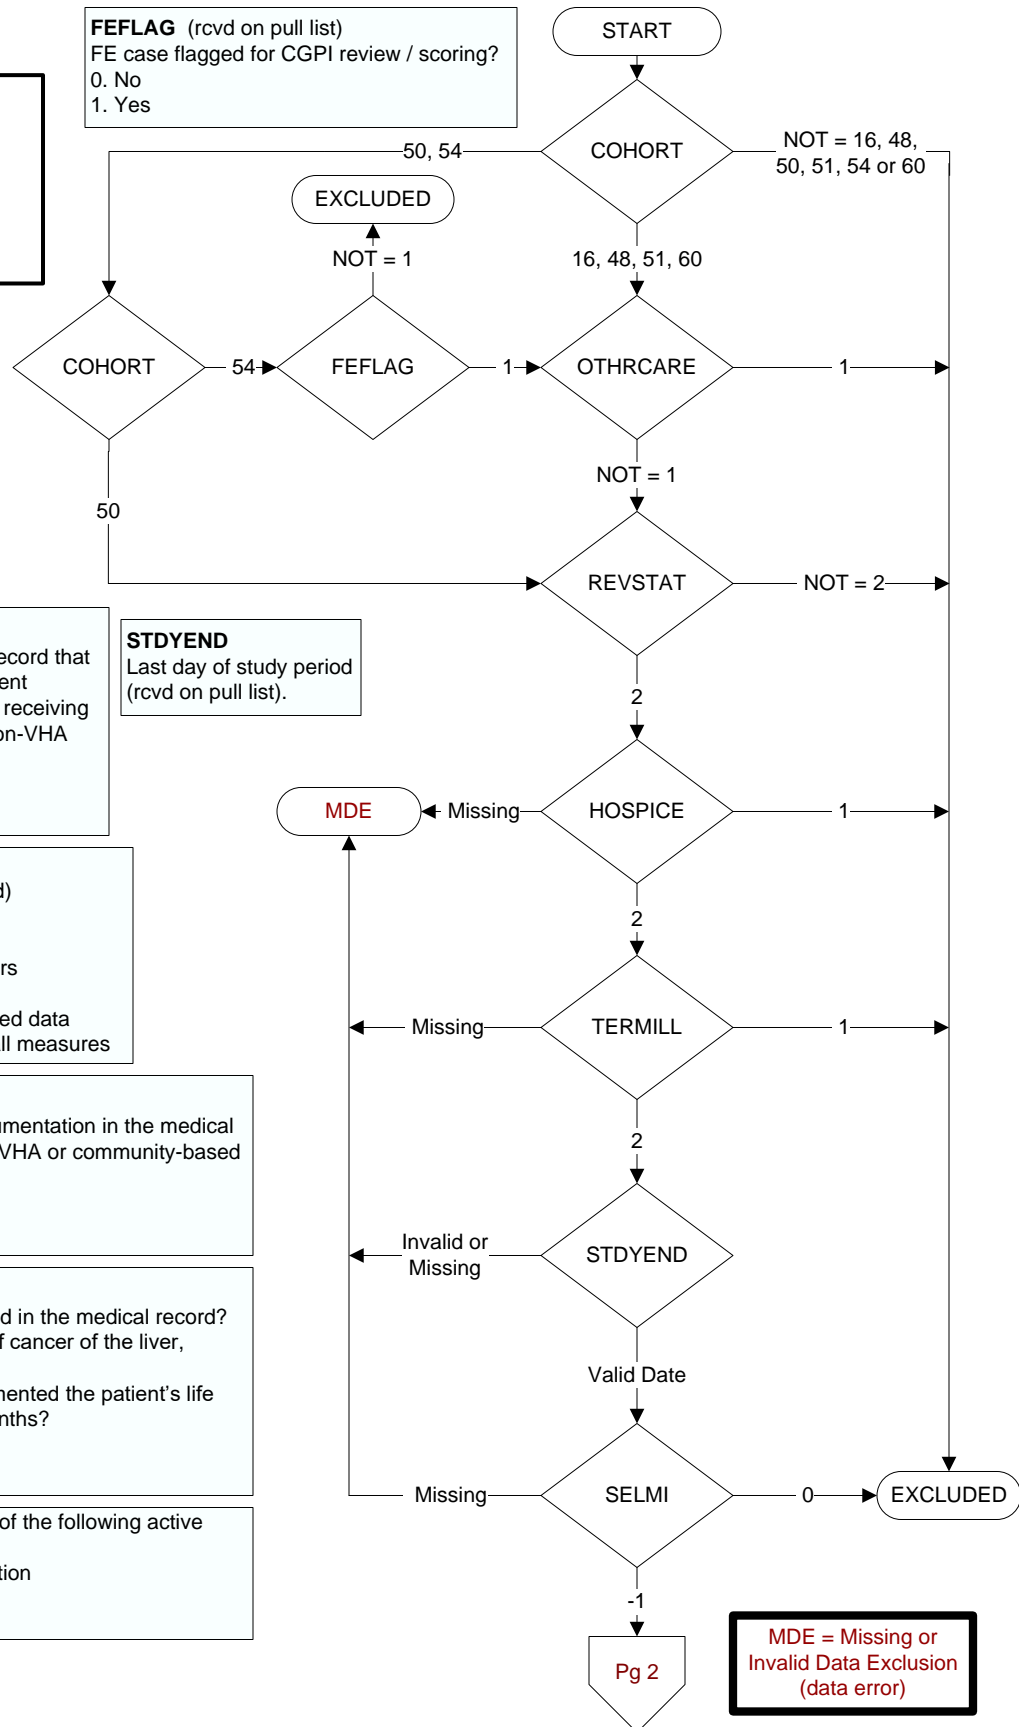 FEFLAG (rcvd on pull list)
FE case flagged for CGPI review / scoring?
0. No
1. Yes
START
COHORT
50, 54
NOT = 16, 48,
50, 51, 54 or 60
EXCLUDED
NOT = 1
16, 48, 51, 60
COHORT
54
FEFLAG
1
OTHRCARE
1
NOT = 1
50
REVSTAT
NOT = 2
ecord that
ent
receiving
on-VHA
STDYEND
Last day of study period
(rcvd on pull list).
2
MDE
Missing
HOSPICE
1
d)
rs
ed data
all measures
2
Missing
TERMILL
1
umentation in the medical
VHA or community-based
2
Invalid or
Missing
STDYEND
d in the medical record?
f cancer of the liver,
mented the patient's life
nths?
Valid Date
Missing
SELMI
0
EXCLUDED
of the following active
tion
-1
Pg 2
MDE = Missing or
Invalid Data Exclusion
(data error)